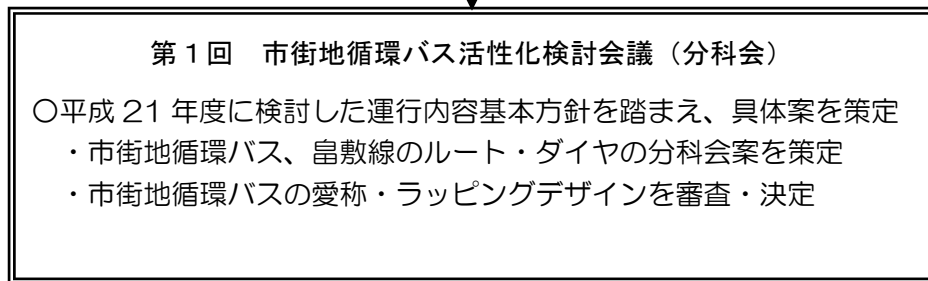 第１回　市街地循環バス活性化検討会議（分科会）
○平成 21 年度に検討した運行内容基本方針を踏まえ、具体案を策定
・市街地循環バス、畠敷線のルート・ダイヤの分科会案を策定
・市街地循環バスの愛称・ラッピングデザインを審査・決定